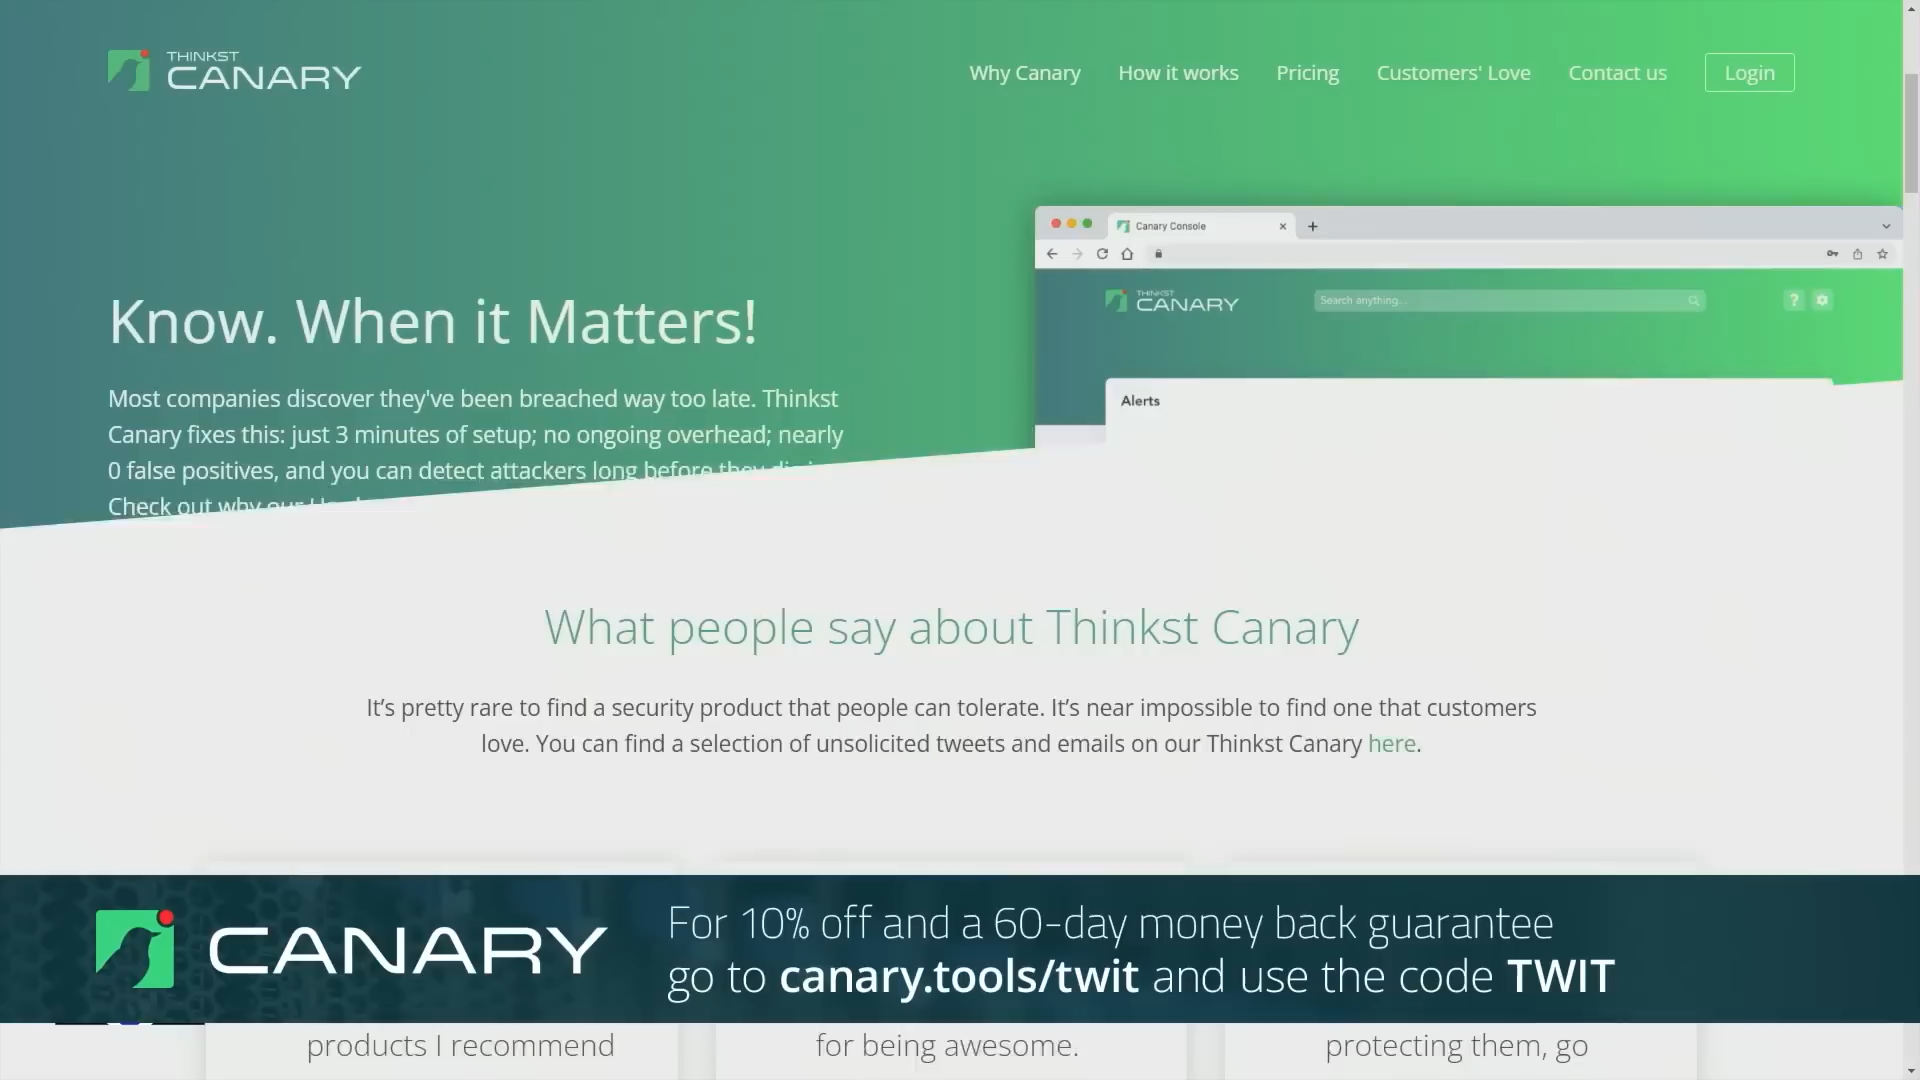 THINKST
CANARY
Why Canary
How it works
Pricing
Customers' Love
Contact us
Login
Canary Console
THINKST
CANARY
Search anything...
?
Alerts
Know. When it Matters!
Most companies discover they've been breached way too late. Thinkst
Canary fixes this: just 3 minutes of setup; no ongoing overhead; nearly
0 false positives, and you can detect attackers long before they
Check out why our
What people say about Thinkst Canary
It’s pretty rare to find a security product that people can tolerate. It’s near impossible to find one that customers
love. You can find a selection of unsolicited tweets and emails on our Thinkst Canary here.
CANARY
For 10% off and a 60-day money back guarantee
go to canary.tools/twit and use the code TWIT
products I recommend
for being awesome.
protecting them, go